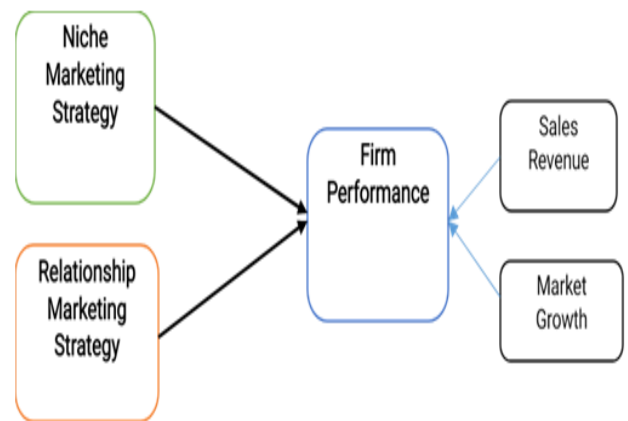 Niche
Marketing
Strategy
Relationship
Marketing
Strategy
Firm
Performance
Sales
Revenue
Market
Growth